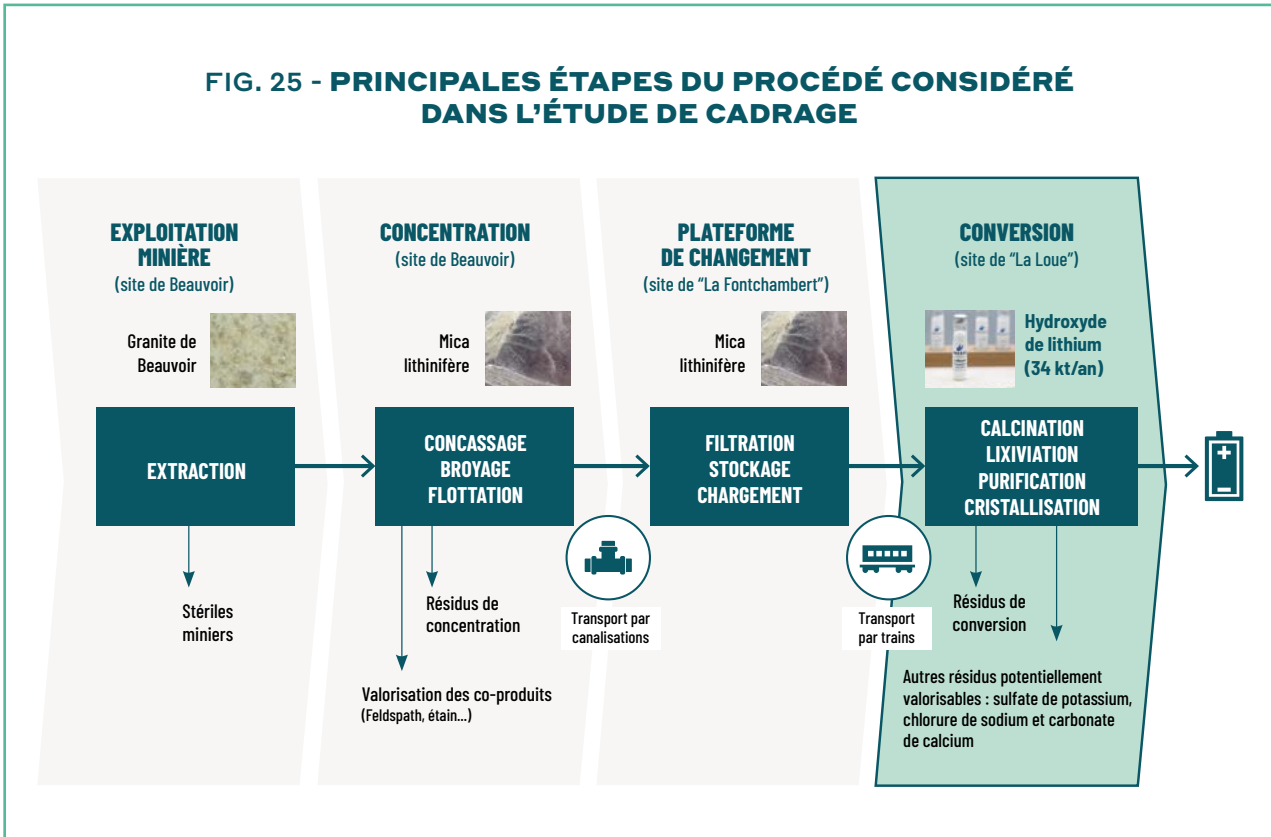 FIG. 25 - PRINCIPALES ÉTAPES DU PROCÉDÉ CONSIDÉRÉ
DANS L'ÉTUDE DE CADRAGE
EXPLOITATION
MINIÈRE
(site de Beauvoir)
Granite de
Beauvoir
EXTRACTION
Stériles
miniers
CONCENTRATION
(site de Beauvoir)
Mica
lithinifère
CONCASSAGE
BROYAGE
FLOTTATION
Résidus de
concentration
Valorisation des co-produits
(Feldspath, étain...)
Transport par
canalisations
PLATEFORME
DE CHANGEMENT
(site de "La Fontchambert")
Mica
lithinifère
FILTRATION
STOCKAGE
CHARGEMENT
Transport
par trains
CONVERSION
(site de "La Loue")
Hydroxyde
de lithium
(34 kt/an)
CALCINATION
LIXIVIATION
PURIFICATION
CRISTALLISATION
Résidus de
conversion
Autres résidus potentiellement
valorisables : sulfate de potassium,
chlorure de sodium et carbonate
de calcium